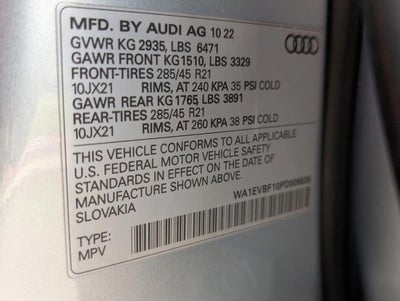 MFD. BY AUDI AG 10 22
GVWR KG 2935, LBS 6471
GAWR FRONT KG1510, LBS 3329
FRONT-TIRES 285/45 R21
10JX21 RIMS, AT 240 KPA 35 PSI COLD
GAWR REAR KG 1765, LBS 3891
REAR-TIRES 285/45 R21
10JX21 RIMS, AT 260 KPA 38 PSI COLD
THIS VEHICLE CONFORMS TO ALL APPLICABLE
U.S. FEDERAL MOTOR VEHICLE SAFETY
STANDARDS IN EFFECT ON THE DATE OF
MANUFACTURE SHOWN ABOVE.
SLOVAKIA
TYPE:
MPV